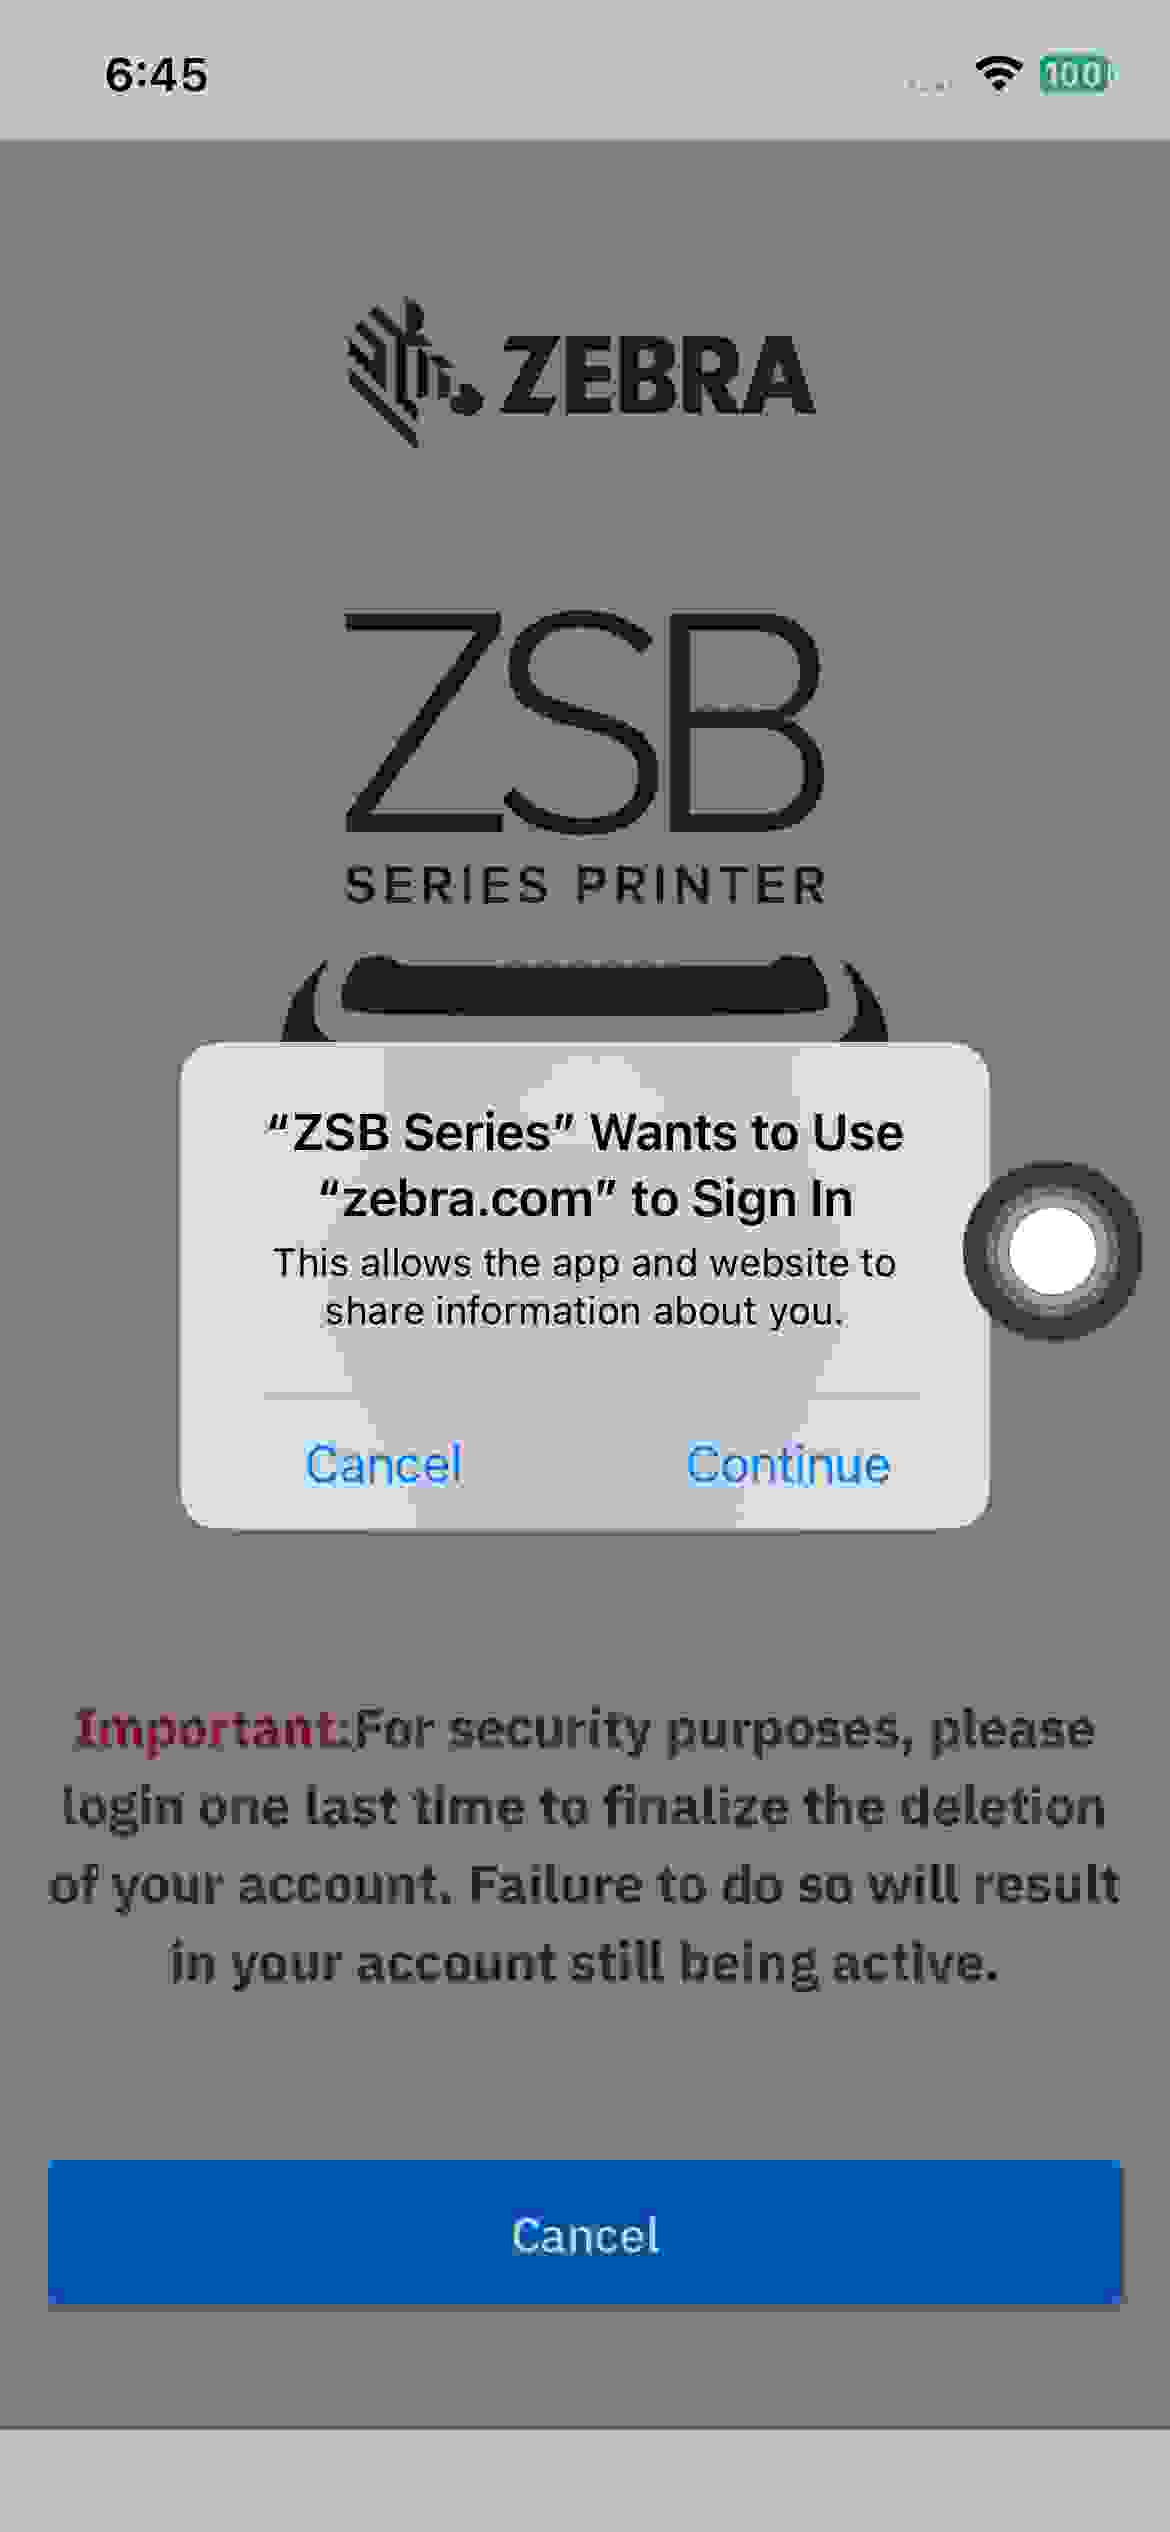 6:45
100
ZEBRA
ZSB
SERIES PRINTER
“ZSB Series” Wants to Use
“zebra.com” to Sign In
This allows the app and website to
share information about you.
Cancel
Continue
Important:For security purposes, please
login one last time to finalize the deletion
of your account. Failure to do so will result
in your account still being active.
Cancel